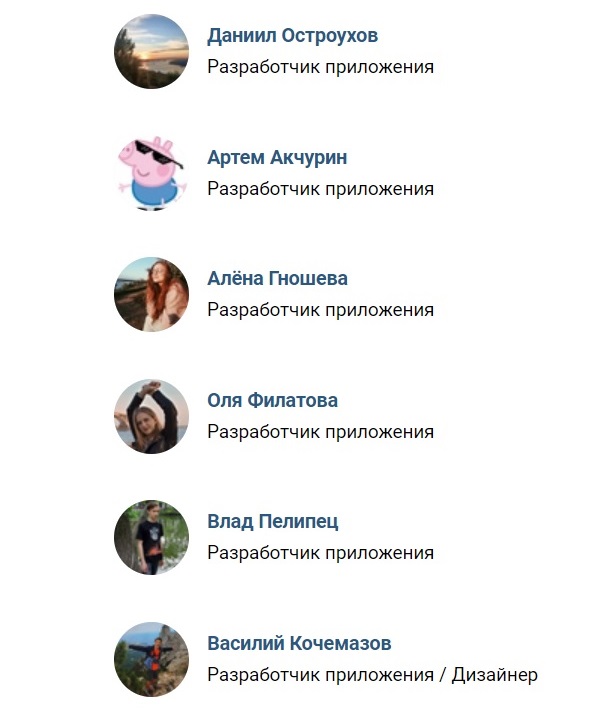 Даниил Остроухов
Разработчик приложения
Артем Акчурин
Разработчик приложения
Алёна Гношева
Разработчик приложения
Оля Филатова
Разработчик приложения
Влад Пелипец
Разработчик приложения
Василий Кочемазов
Разработчик приложения / Дизайнер